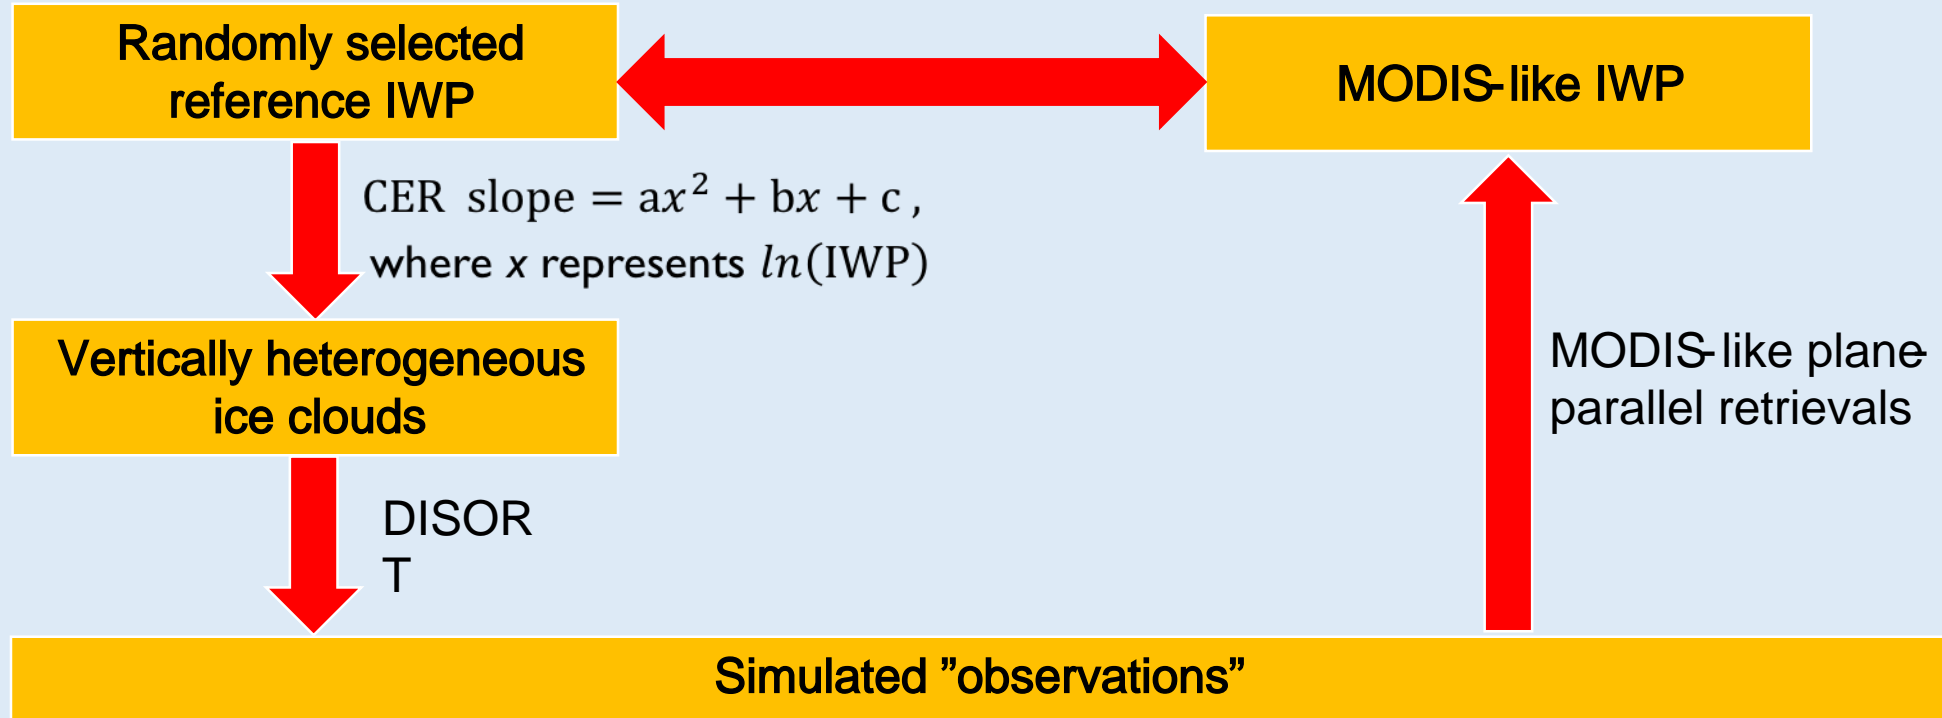 Randomly selected
reference IWP
MODIS-like IWP
CER slope = ax² + bx + c ,
where x represents ln(IWP)
Vertically heterogeneous
ice clouds
MODIS-like plane-
parallel retrievals
DISOR
T
Simulated ”observations”